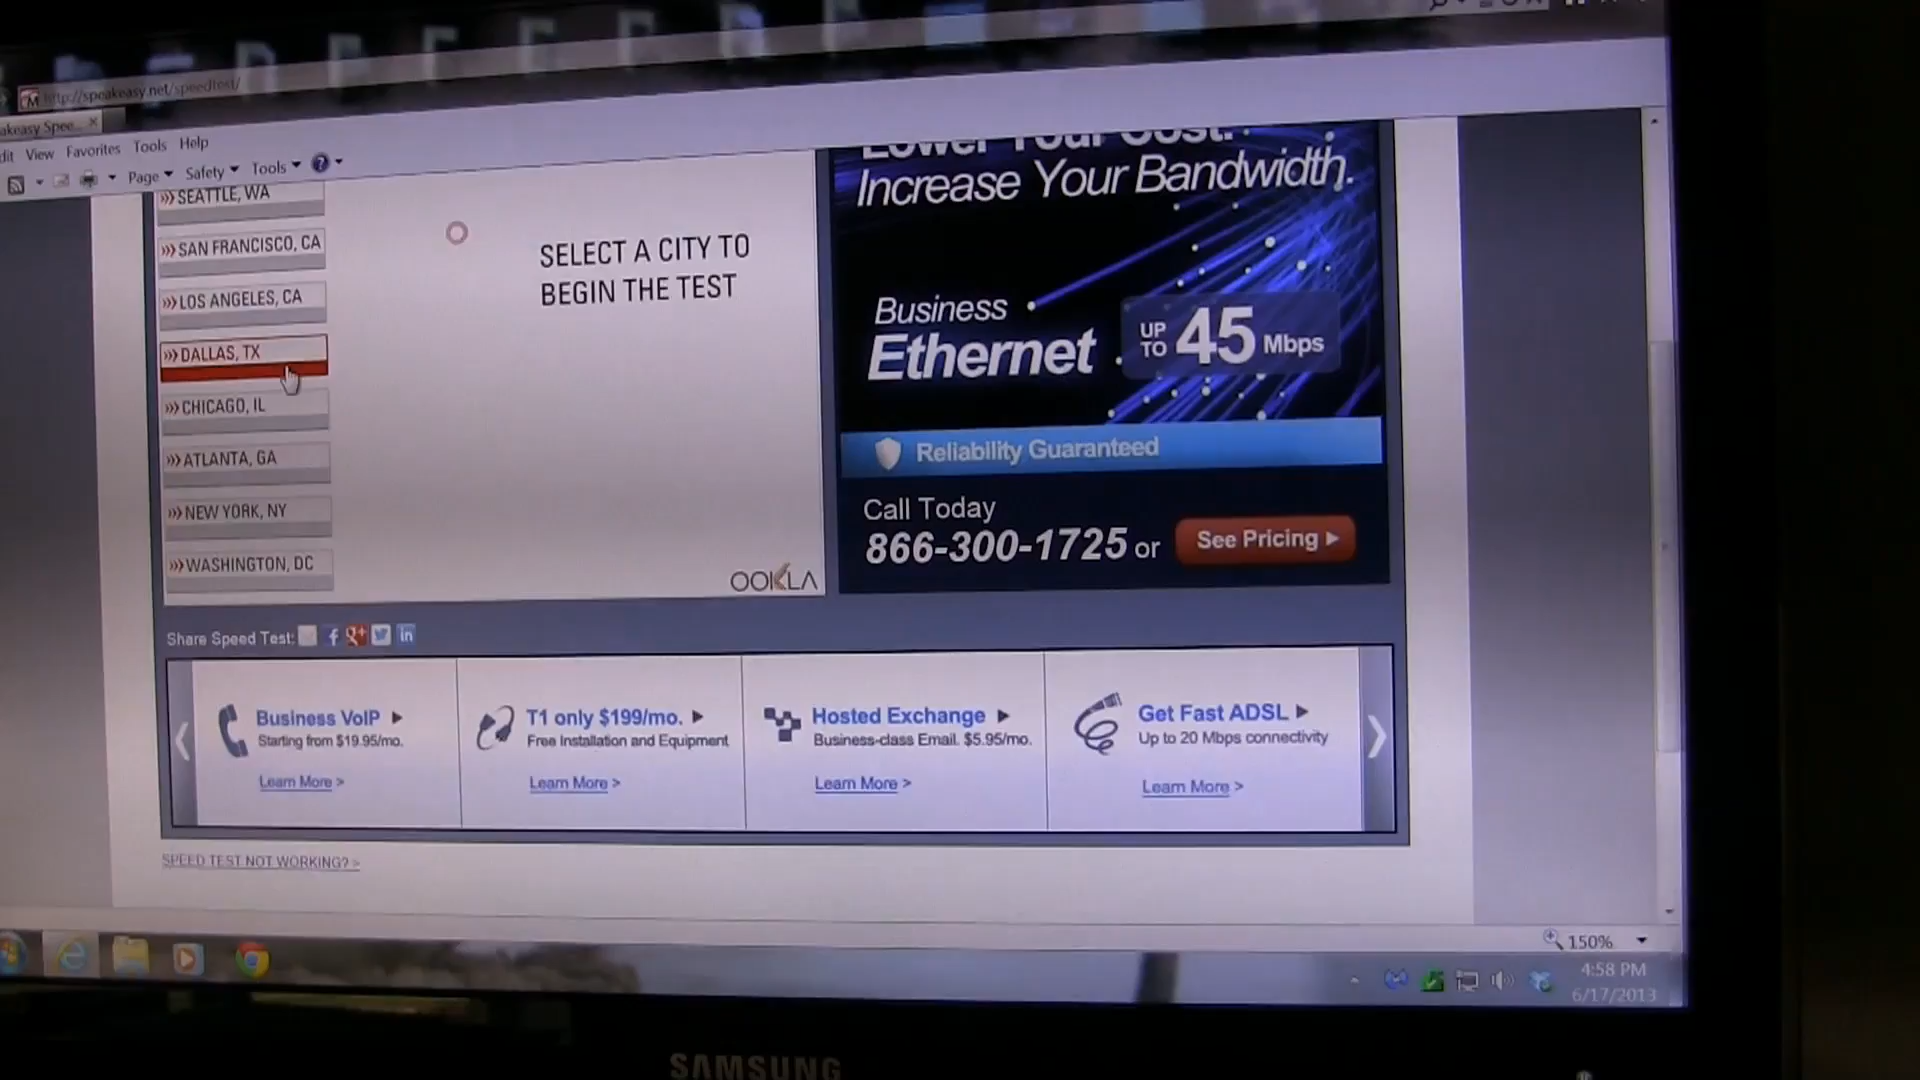 http://speakeasy.net/speedtest/
akeasy Spee...
dit View Favorites Tools Help
Page Safety Tools
SEATTLE, WA
SAN FRANCISCO, CA
LOS ANGELES, CA
DALLAS, TX
CHICAGO, IL
ATLANTA, GA
NEW YORK, NY
WASHINGTON, DC
SELECT A CITY TO
BEGIN THE TEST
OOKLA
Lower Your Cost.
Increase Your Bandwidth.
Business
Ethernet
UP TO 45 Mbps
Reliability Guaranteed
Call Today
866-300-1725 or
See Pricing
Share Speed Test:
Business VoIP
Starting from $19.95/mo.
Learn More >
T1 only $199/mo.
Free Installation and Equipment
Learn More >
Hosted Exchange
Business-class Email. $5.95/mo.
Learn More >
Get Fast ADSL
Up to 20 Mbps connectivity
Learn More >
SPEED TEST NOT WORKING? >
150%
4:58 PM
6/17/2013
SAMSUNG